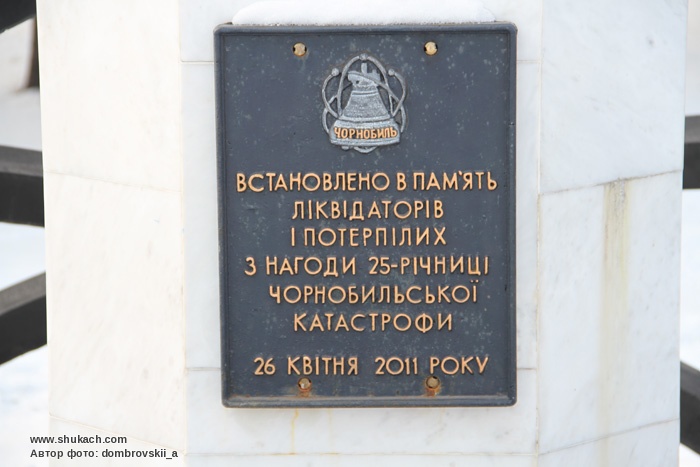 ЧОРНОБИЛЬ
ВСТАНОВЛЕНО В ПАМ'ЯТЬ
ЛІКВІДАТОРІВ
І ПОТЕРПІЛИХ
З НАГОДИ 25-РІЧНИЦІ
ЧОРНОБИЛЬСЬКОЇ
КАТАСТРОФИ
26 КВІТНЯ 2011 РОКУ
www.shukach.com
Автор фото: dombrovskii_a